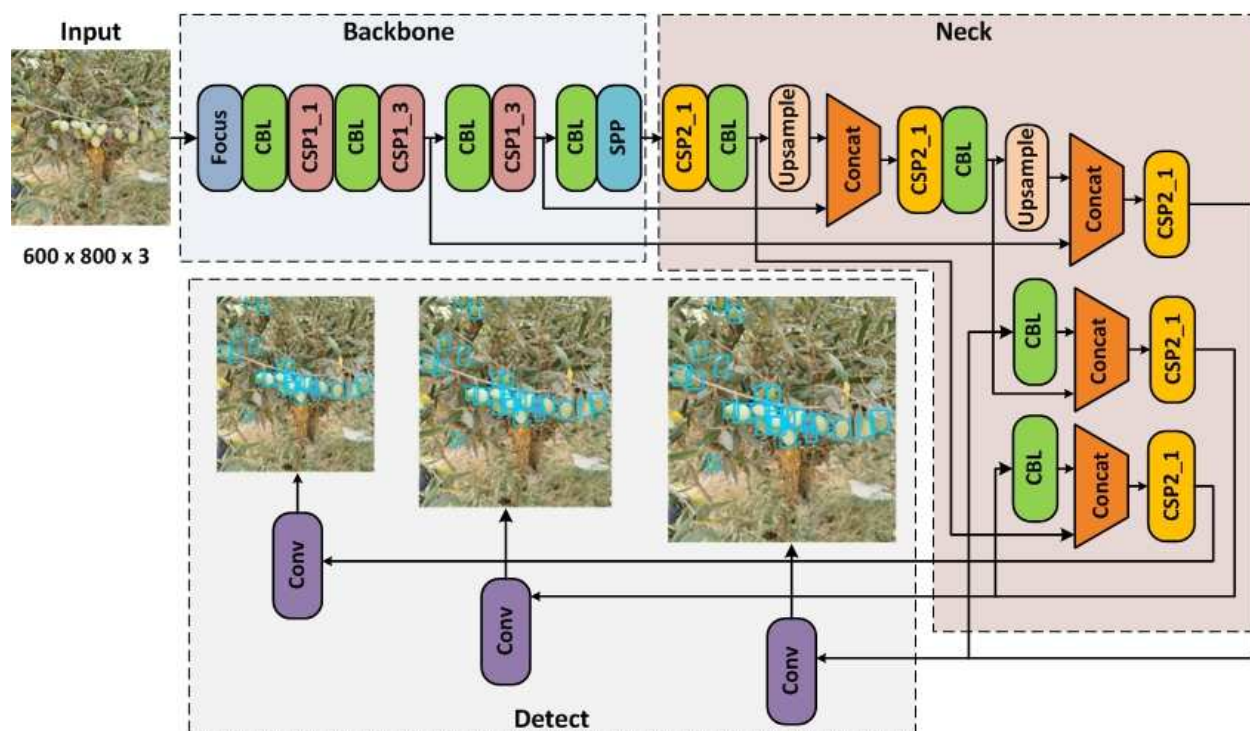 Input
Backbone
Neck
Focus
CBL
CSP1_1
CBL
CSP1_3
CBL
CSP1_3
CBL
SPP
CSP2_1
CBL
Upsample
Concat
CSP2_1
CBL
Upsample
Concat
CSP2_1
600 x 800 x 3
CBL
Concat
CSP2_1
CBL
Concat
CSP2_1
Conv
Conv
Conv
Detect